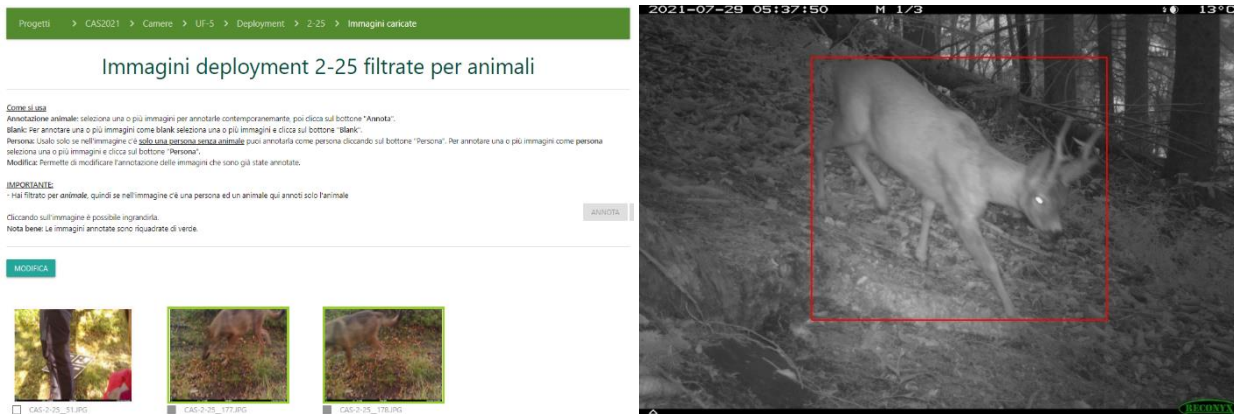 Progetti > CAS2021 > Camere > UF-5 > Deployment > 2-25 > Immagini caricate
Immagini deployment 2-25 filtrate per animali
Come si usa
Annotazione animale: seleziona una o più immagini per annotarle contemporanemante, poi clicca sul bottone "Annota".
Blank: Per annotare una o più immagini come blank seleziona una o più immagini e clicca sul bottone "Blank".
Persona: Usalo solo se nell'immagine c'è solo una persona senza animale puoi annotarla come persona cliccando sul bottone "Persona". Per annotare una o più immagini come persona
seleziona una o più immagini e clicca sul bottone "Persona".
Modifica: Permette di modificare l'annotazione delle immagini che sono già state annotate.
IMPORTANTE:
- Hai filtrato per animale, quindi se nell'immagine c'è una persona ed un animale qui annoti solo l'animale
Cliccando sull'immagine è possibile ingrandirla.
ANNOTA
Nota bene: Le immagini annotate sono riquadrate di verde.
MODIFICA
CAS-2-25__51.JPG
CAS-2-25__177.JPG
CAS-2-25__178.JPG
2021-07-29 05:37:50 M 1/3 13°C
RECONYX